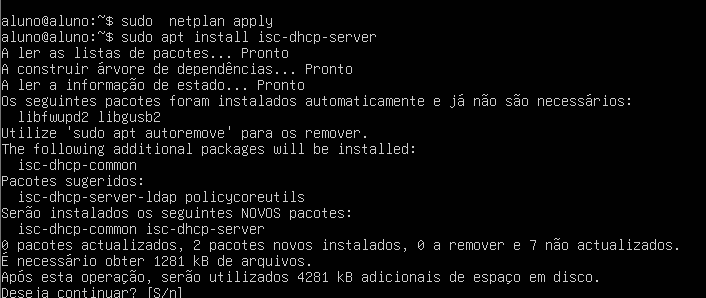 aluno@aluno:~$ sudo  netplan apply
aluno@aluno:~$ sudo apt install isc-dhcp-server
A ler as listas de pacotes... Pronto
A construir árvore de dependências... Pronto
A ler a informação de estado... Pronto
Os seguintes pacotes foram instalados automaticamente e já não são necessários:
  libfwupd2 libgusb2
Utilize 'sudo apt autoremove' para os remover.
The following additional packages will be installed:
  isc-dhcp-common
Pacotes sugeridos:
  isc-dhcp-server-ldap policycoreutils
Serão instalados os seguintes NOVOS pacotes:
  isc-dhcp-common isc-dhcp-server
0 pacotes actualizados, 2 pacotes novos instalados, 0 a remover e 7 não actualizados.
É necessário obter 1281 kB de arquivos.
Após esta operação, serão utilizados 4281 kB adicionais de espaço em disco.
Deseja continuar? [S/n]